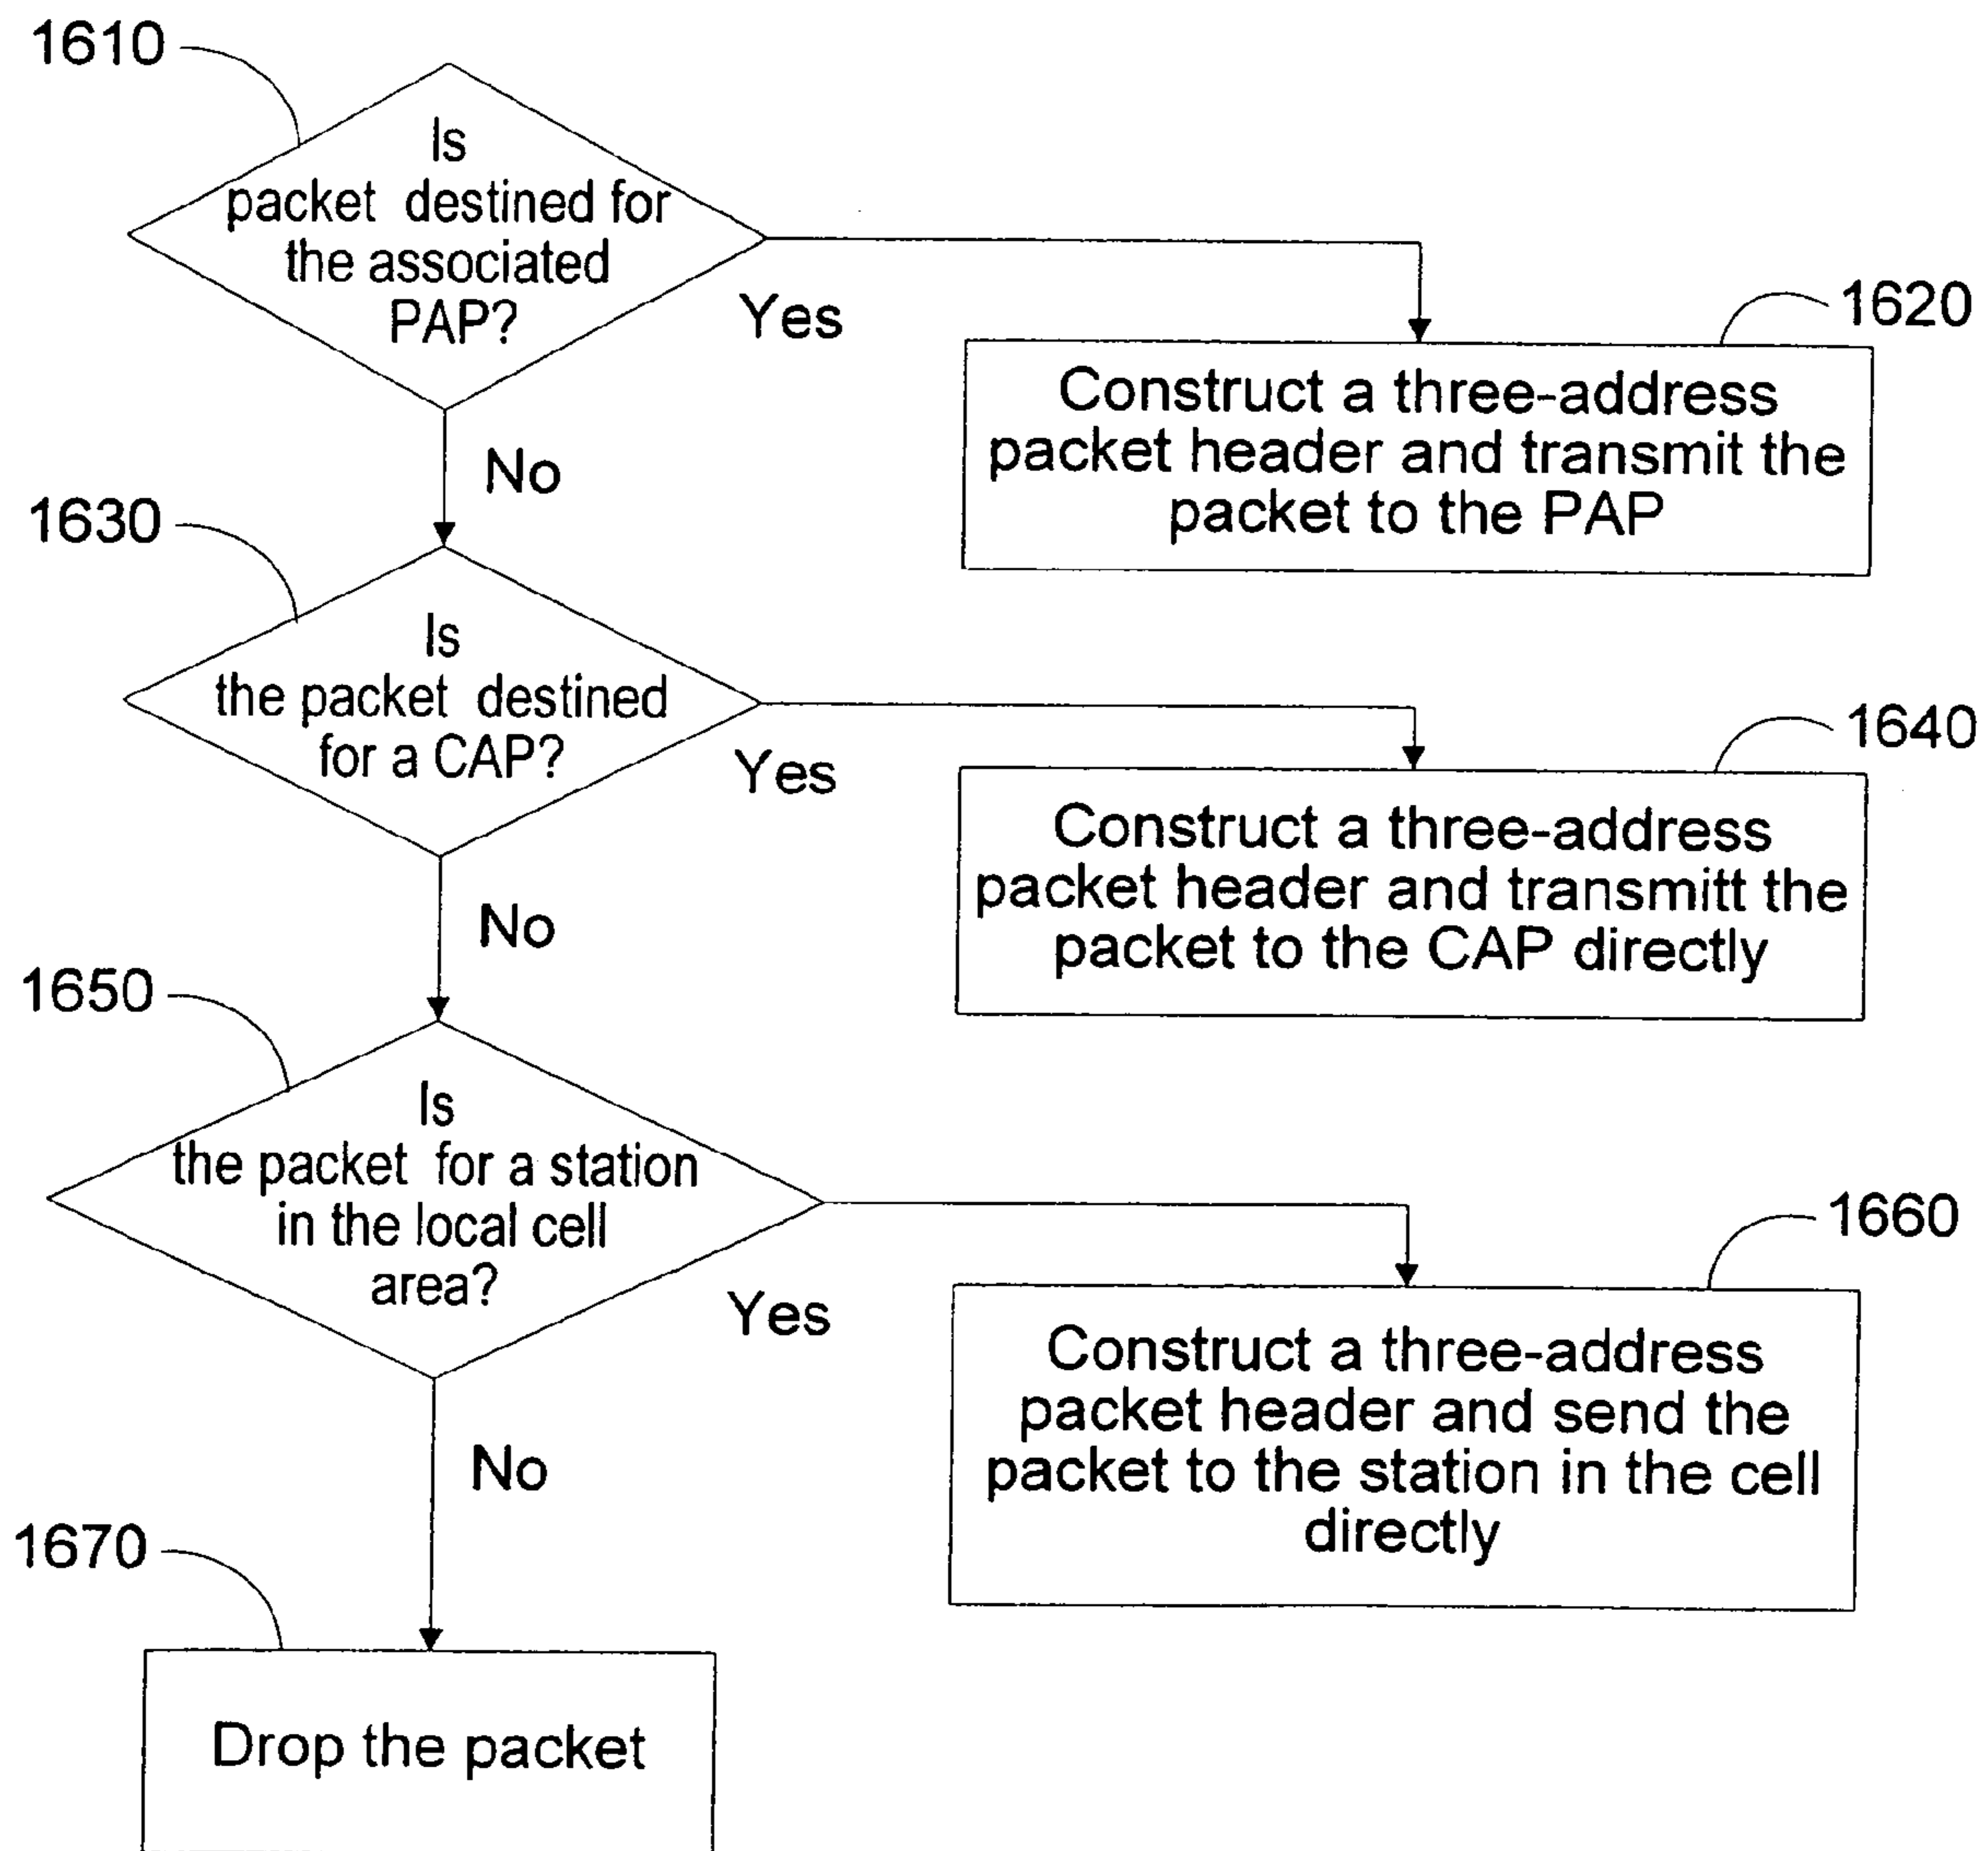 1610
Is
packet destined for
the associated
PAP?
Yes
1620
Construct a three-address
packet header and transmit the
packet to the PAP
No
1630
Is
the packet destined
for a CAP?
Yes
1640
Construct a three-address
packet header and transmitt the
packet to the CAP directly
No
1650
Is
the packet for a station
in the local cell
area?
Yes
1660
Construct a three-address
packet header and send the
packet to the station in the cell
directly
No
1670
Drop the packet